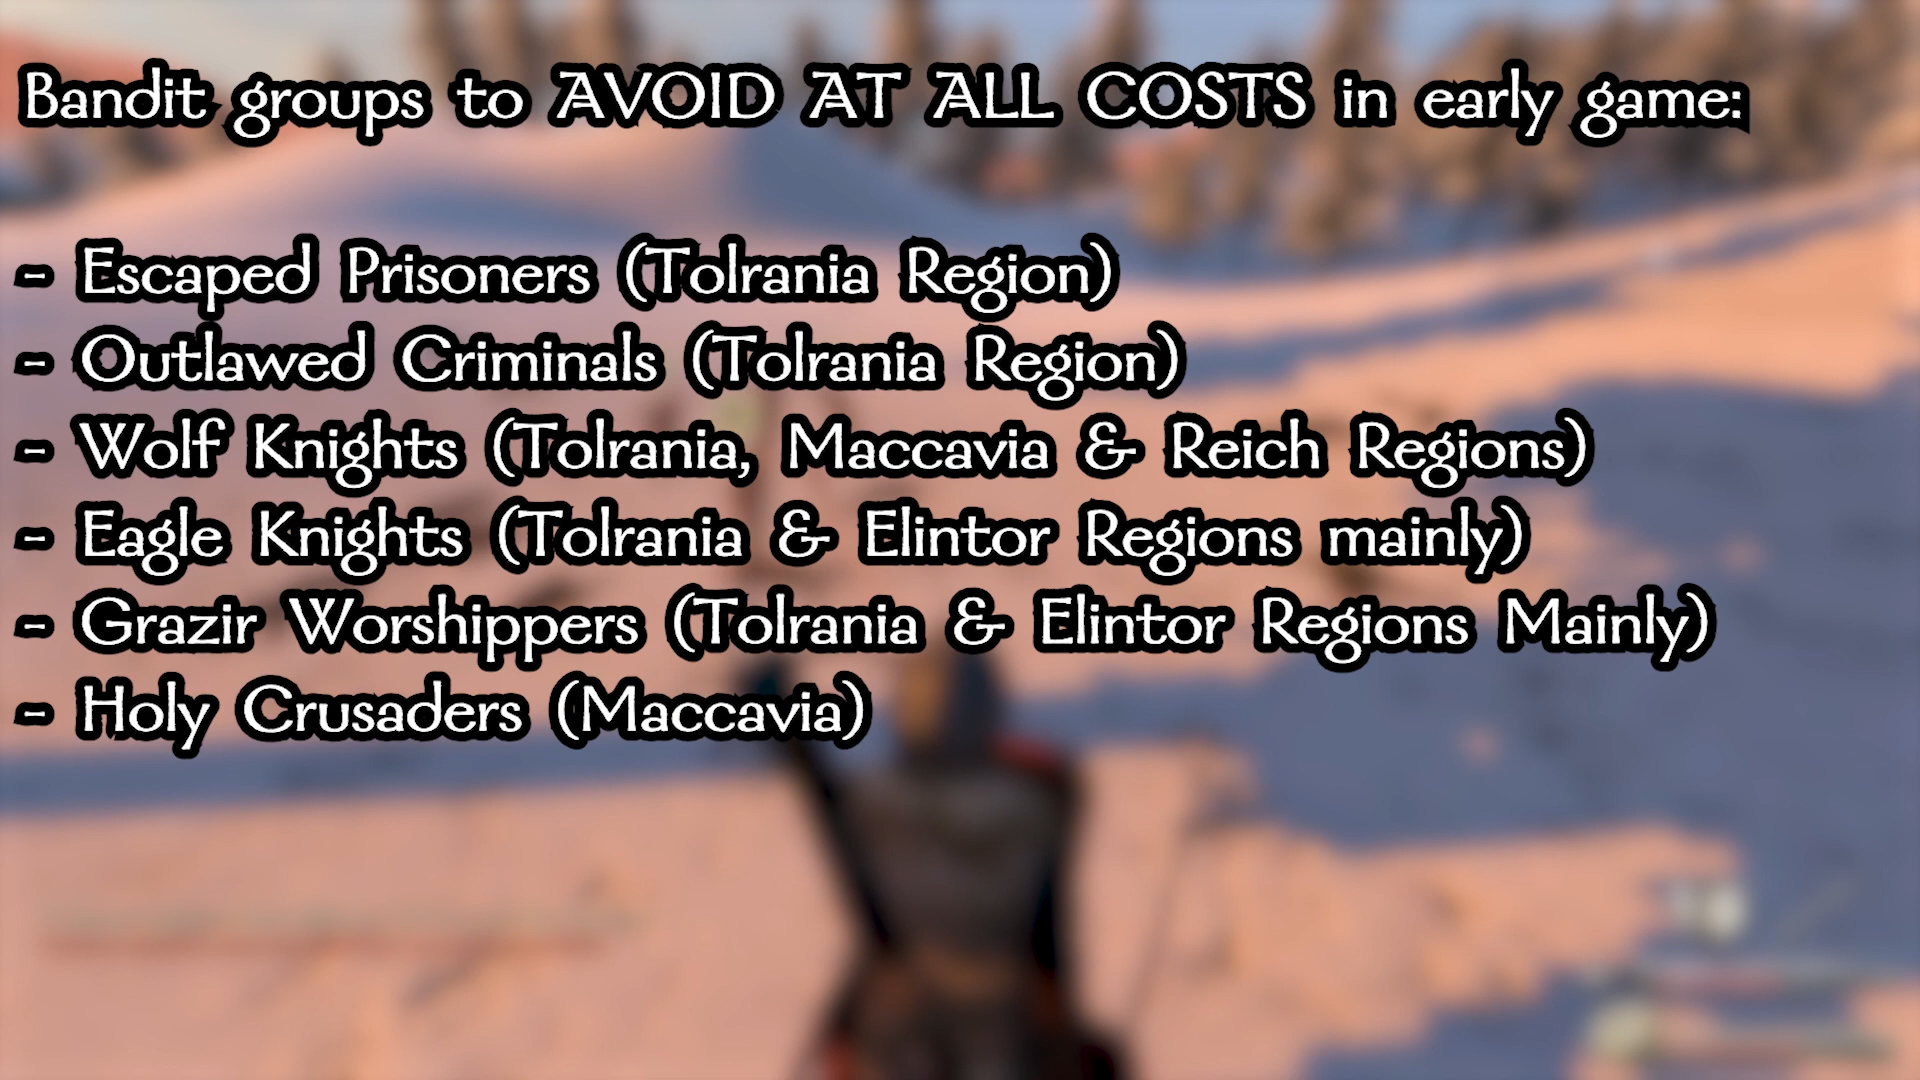 Bandit groups to AVOID AT ALL COSTS in early game:
- Escaped Prisoners (Tolrania Region)
- Outlawed Criminals (Tolrania Region)
- Wolf Knights (Tolrania, Maccavia & Reich Regions)
- Eagle Knights (Tolrania & Elintor Regions mainly)
- Grazir Worshippers (Tolrania & Elintor Regions Mainly)
- Holy Crusaders (Maccavia)